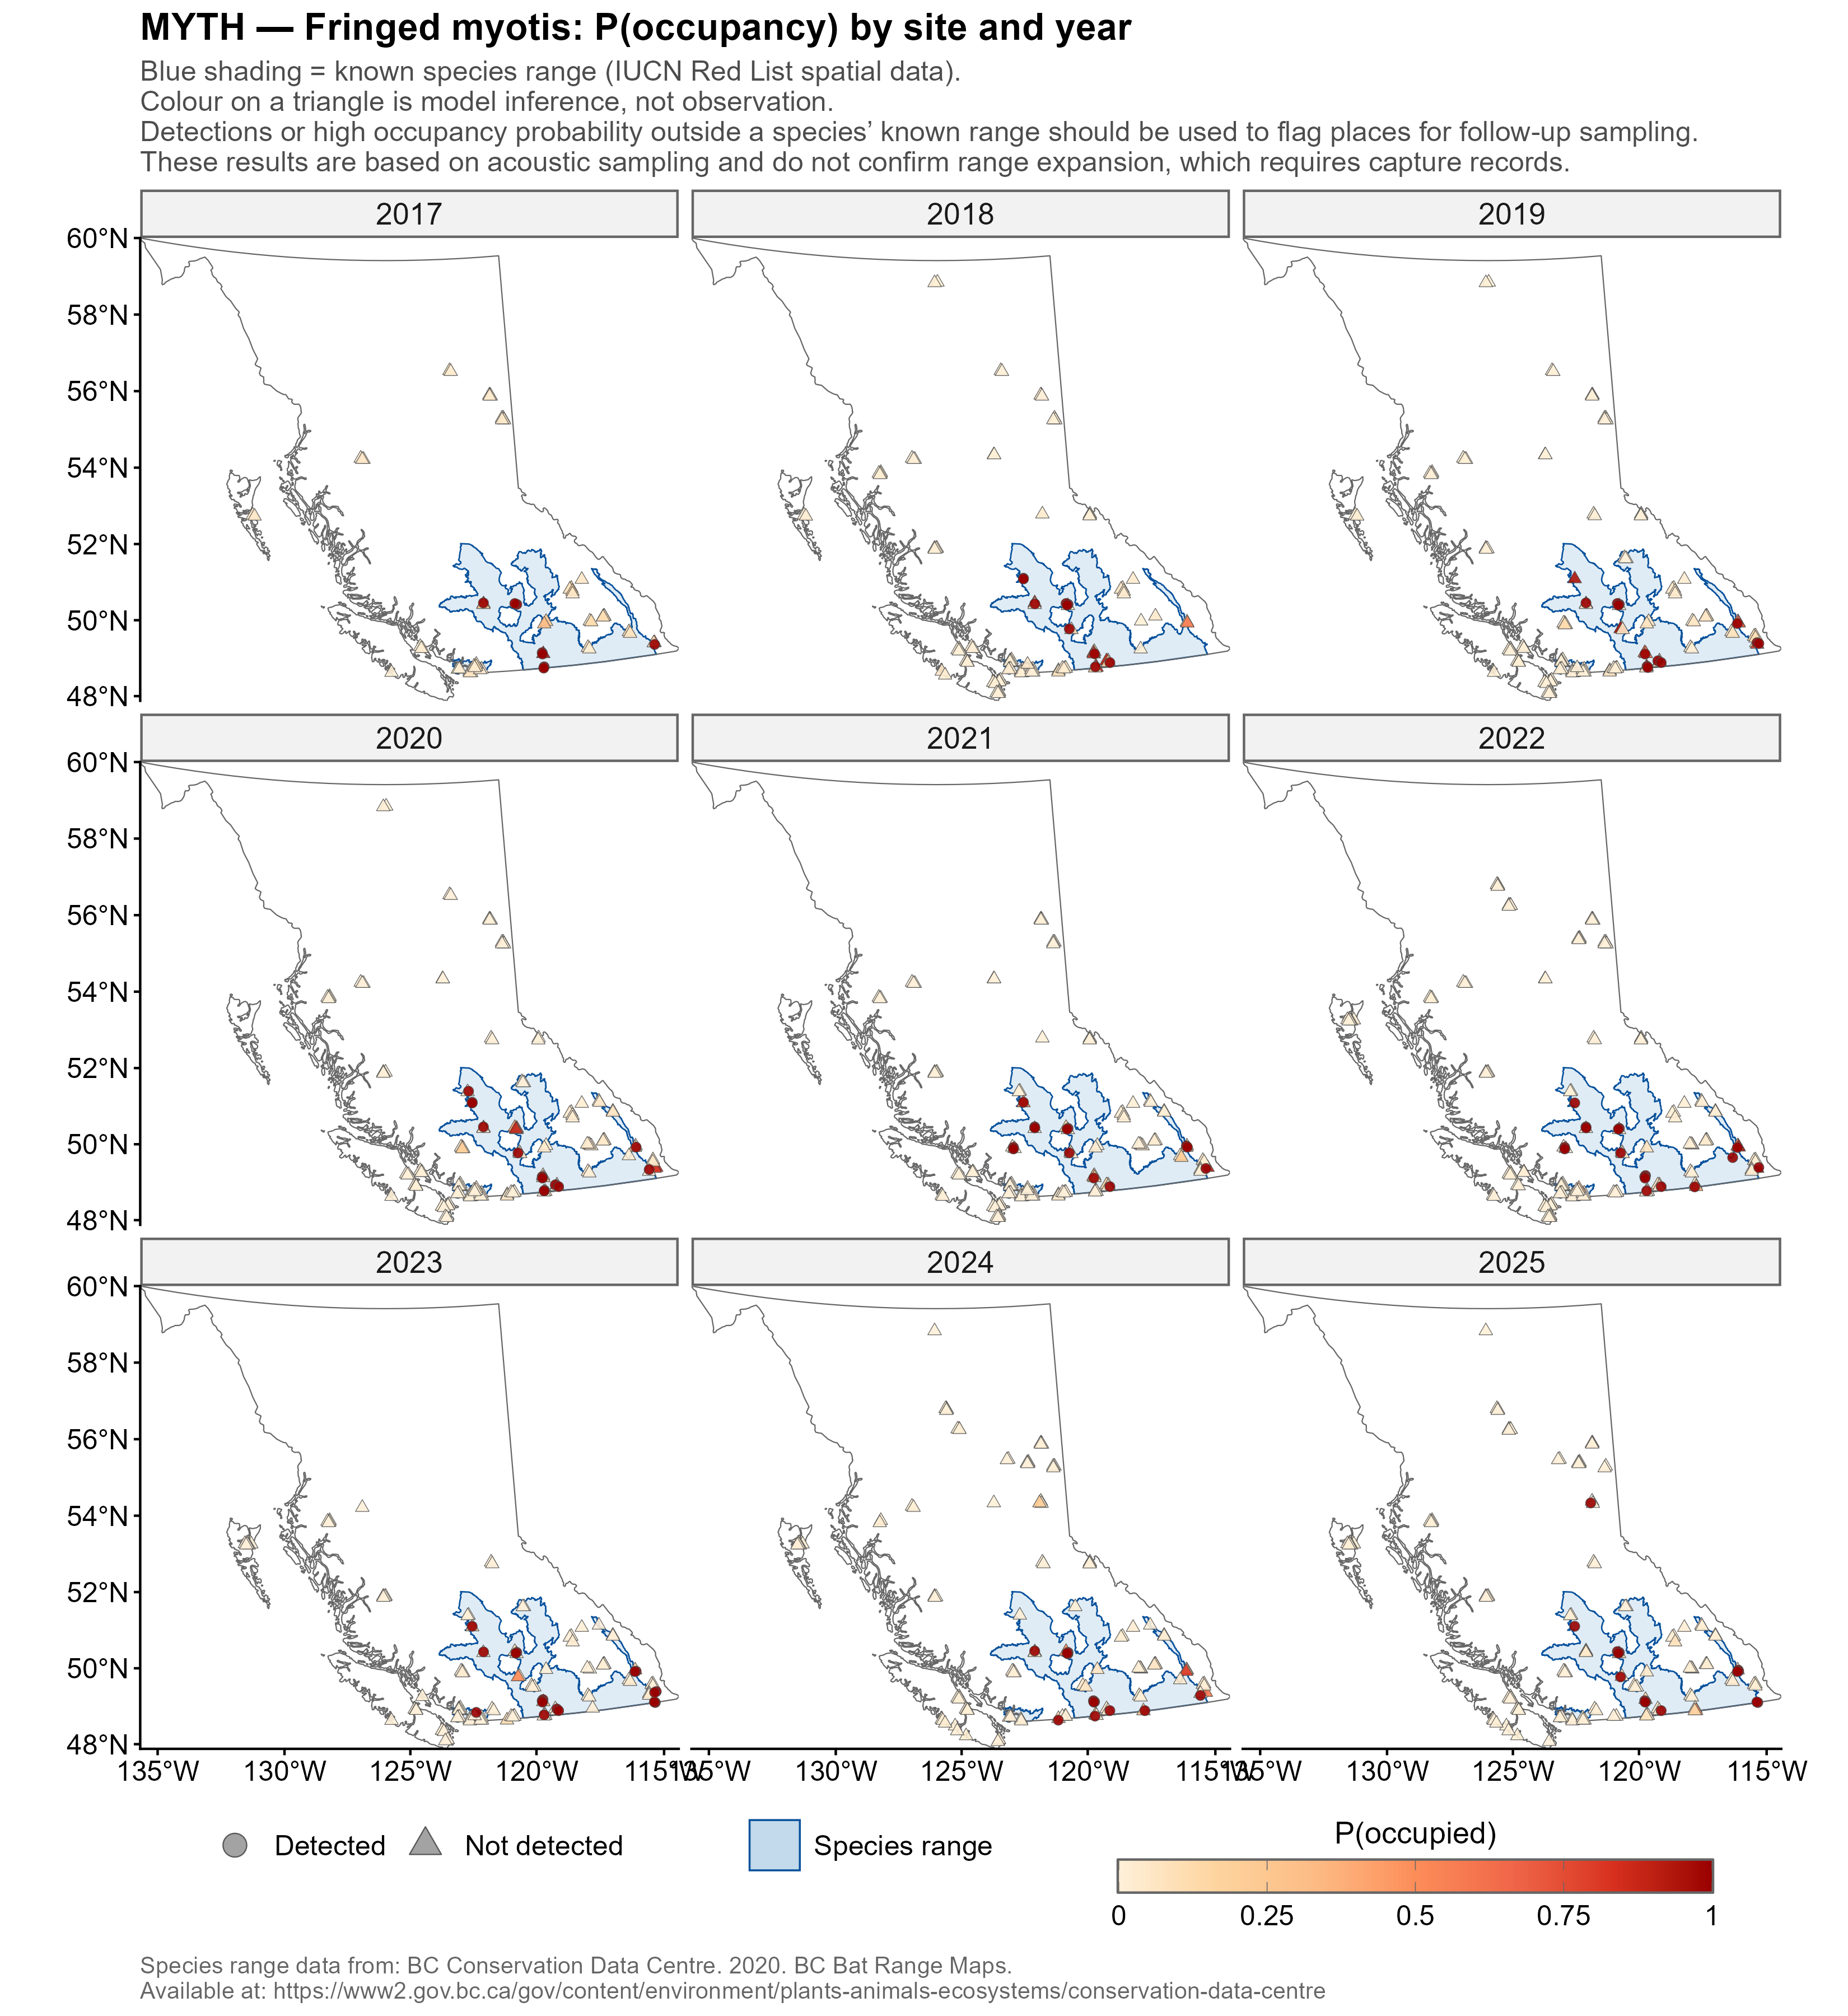 MYTH — Fringed myotis: P(occupancy) by site and year
Blue shading = known species range (IUCN Red List spatial data).
Colour on a triangle is model inference, not observation.
Detections or high occupancy probability outside a species’ known range should be used to flag places for follow-up sampling.
These results are based on acoustic sampling and do not confirm range expansion, which requires capture records.
2017 2018 2019
60°N
58°N
56°N
54°N
52°N
50°N
48°N
2020 2021 2022
60°N
58°N
56°N
54°N
52°N
50°N
48°N
2023 2024 2025
60°N
58°N
56°N
54°N
52°N
50°N
48°N
135°W 130°W 125°W 120°W 115°W 135°W 130°W 125°W 120°W 115°W 135°W 130°W 125°W 120°W 115°W
Detected Not detected Species range
P(occupied)
0 0.25 0.5 0.75 1
Species range data from: BC Conservation Data Centre. 2020. BC Bat Range Maps.
Available at: https://www2.gov.bc.ca/gov/content/environment/plants-animals-ecosystems/conservation-data-centre